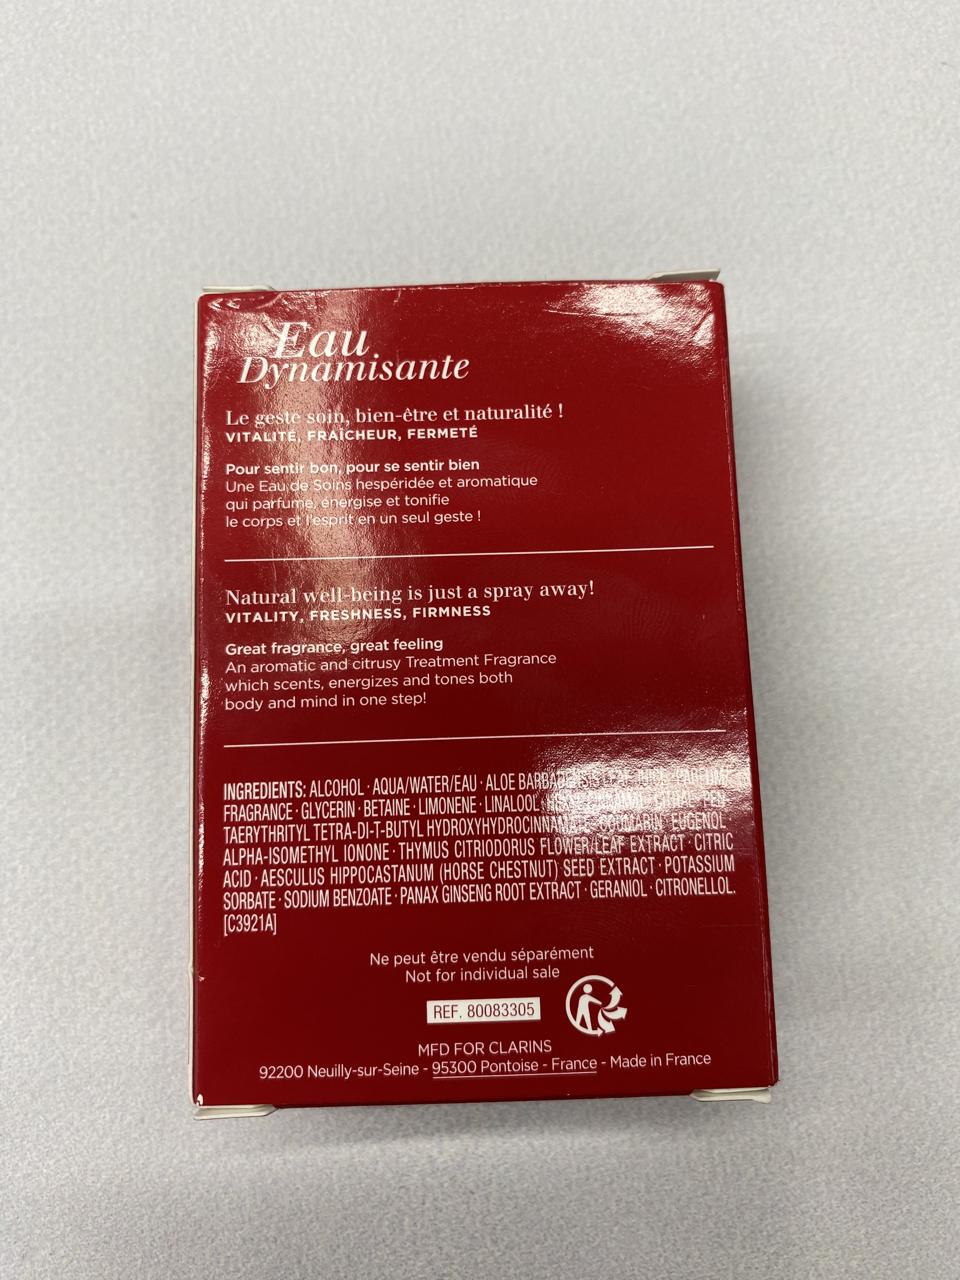 Eau
Dynamisante
Le geste soin, bien-être et naturalité !
VITALITÉ, FRAÎCHEUR, FERMETÉ
Pour sentir bon, pour se sentir bien
Une Eau de Soins hespéridée et aromatique
qui parfume, énergise et tonifie
le corps et l'esprit en un seul geste !
Natural well-being is just a spray away!
VITALITY, FRESHNESS, FIRMNESS
Great fragrance, great feeling
An aromatic and citrusy Treatment Fragrance
which scents, energizes and tones both
body and mind in one step!
INGREDIENTS: ALCOHOL · AQUA/WATER/EAU · ALOE BARBADENSIS LEAF JUICE · PARFUM/
FRAGRANCE · GLYCERIN · BETAINE · LIMONENE · LINALOOL · CITRAL · PEN-
TAERYTHRITYL TETRA-DI-T-BUTYL HYDROXYHYDROCINNAMATE · COUMARIN · EUGENOL ·
ALPHA-ISOMETHYL IONONE · THYMUS CITRIODORUS FLOWER/LEAF EXTRACT · CITRIC
ACID · AESCULUS HIPPOCASTANUM (HORSE CHESTNUT) SEED EXTRACT · POTASSIUM
SORBATE · SODIUM BENZOATE · PANAX GINSENG ROOT EXTRACT · GERANIOL · CITRONELLOL.
[C3921A]
Ne peut être vendu séparément
Not for individual sale
REF. 80083305
MFD FOR CLARINS
92200 Neuilly-sur-Seine - 95300 Pontoise - France - Made in France